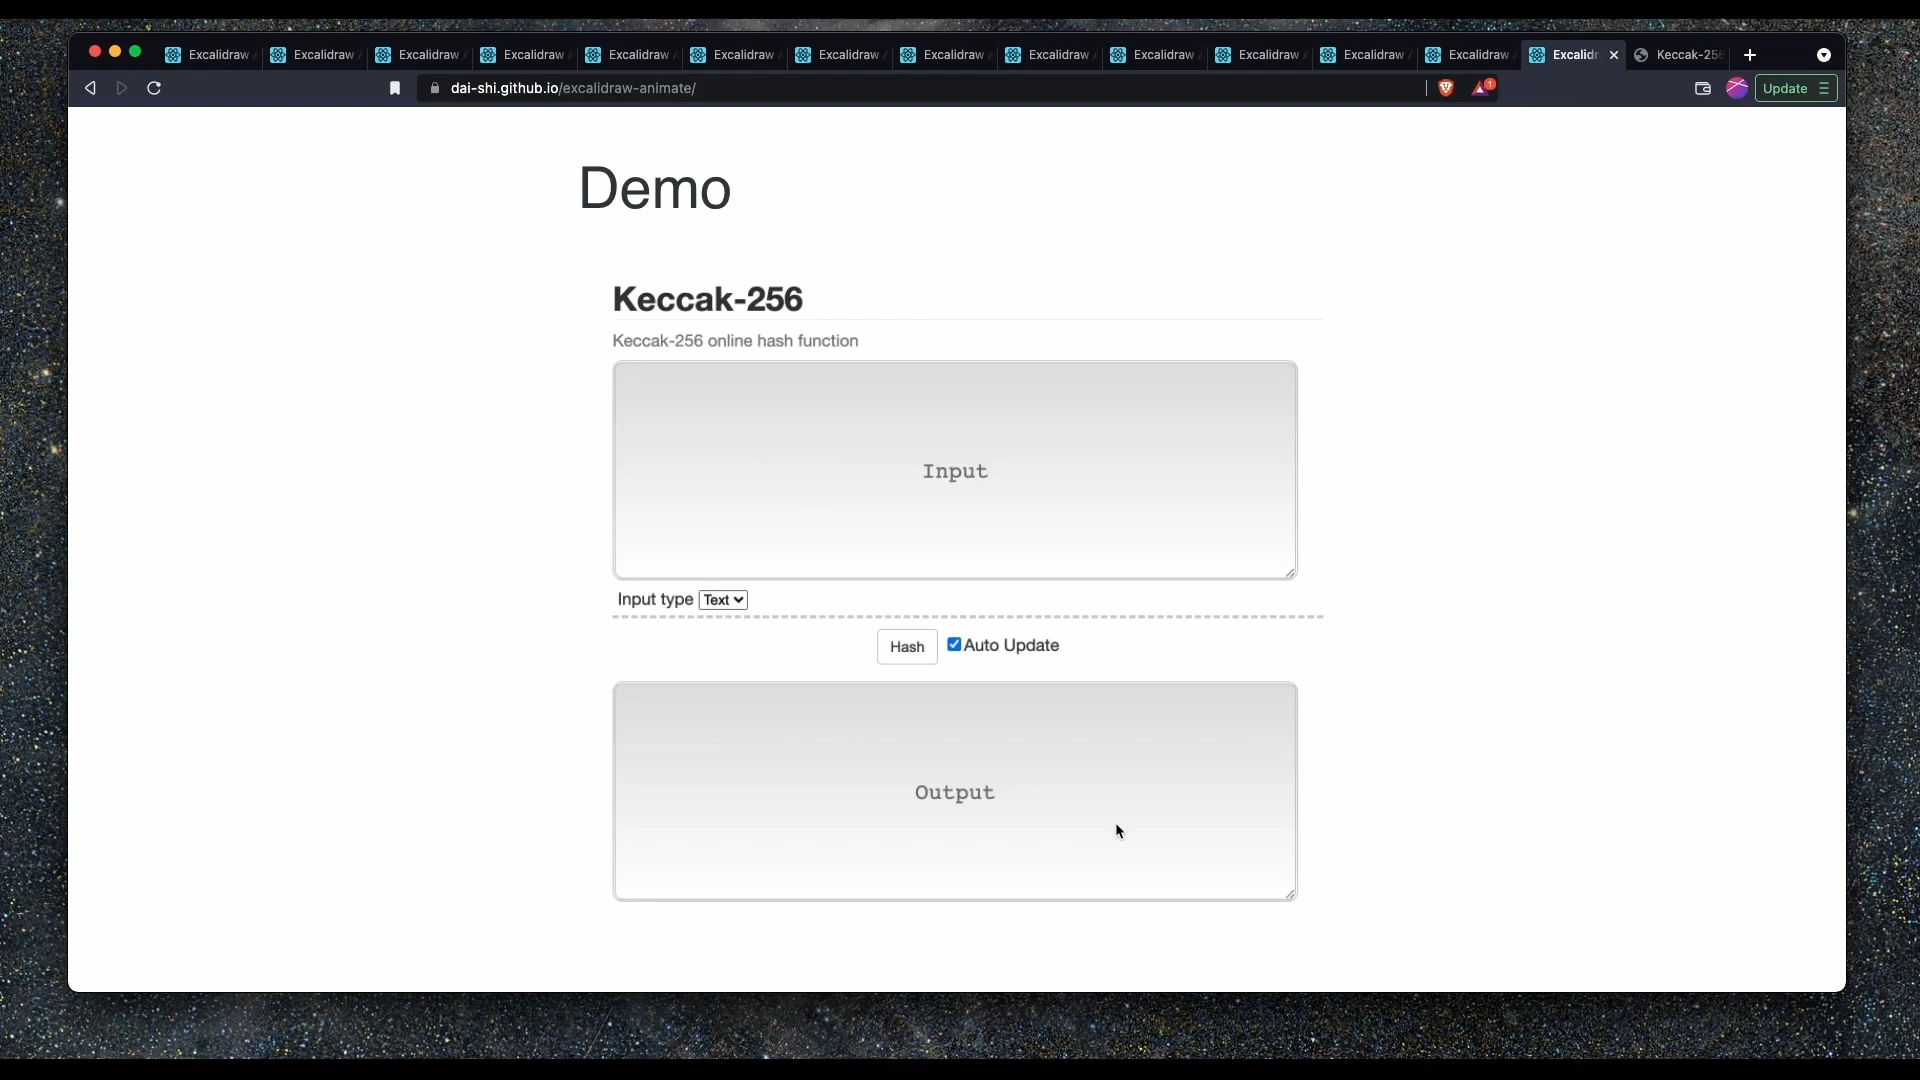 Excalidraw Excalidraw Excalidraw Excalidraw Excalidraw Excalidraw Excalidraw Excalidraw Excalidraw Excalidraw Excalidraw Excalidraw Excalidraw Excalidr Keccak-256
dai-shi.github.io/excalidraw-animate/ 1 Update
Demo
Keccak-256
Keccak-256 online hash function
Input
Input type Text
Hash Auto Update
Output